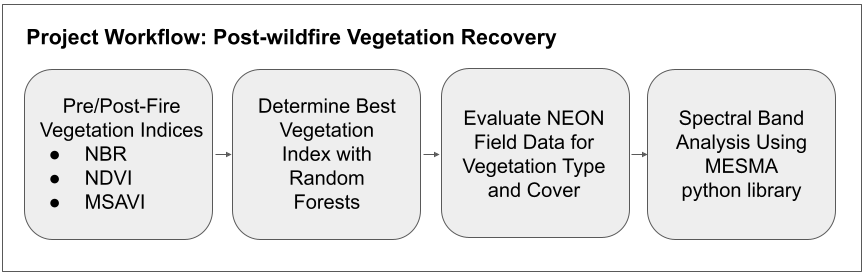 Project Workflow: Post-wildfire Vegetation Recovery
Pre/Post-Fire
Vegetation Indices
● NBR
● NDVI
● MSAVI
Determine Best
Vegetation
Index with
Random
Forests
Evaluate NEON
Field Data for
Vegetation Type
and Cover
Spectral Band
Analysis Using
MESMA
python library